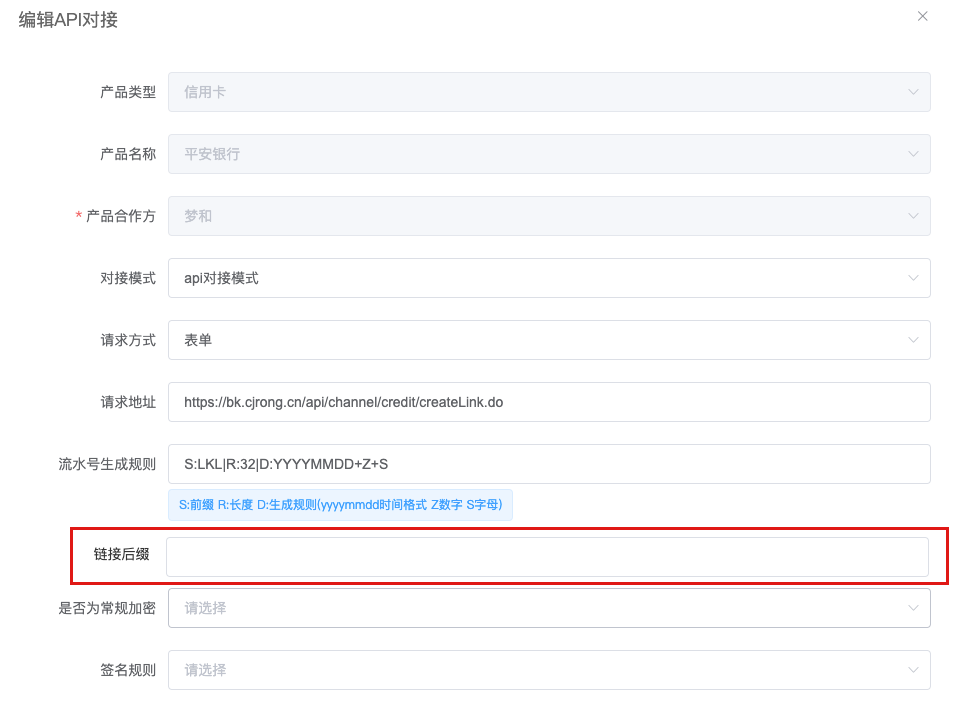 编辑API对接
产品类型 信用卡
产品名称 平安银行
* 产品合作方 梦和
对接模式 api对接模式
请求方式 表单
请求地址 https://bk.cjrong.cn/api/channel/credit/createLink.do
流水号生成规则 S:LKL|R:32|D:YYYYMMDD+Z+S
S:前缀 R:长度 D:生成规则(yyyymmdd时间格式 Z数字 S字母)
链接后缀
是否为常规加密 请选择
签名规则 请选择